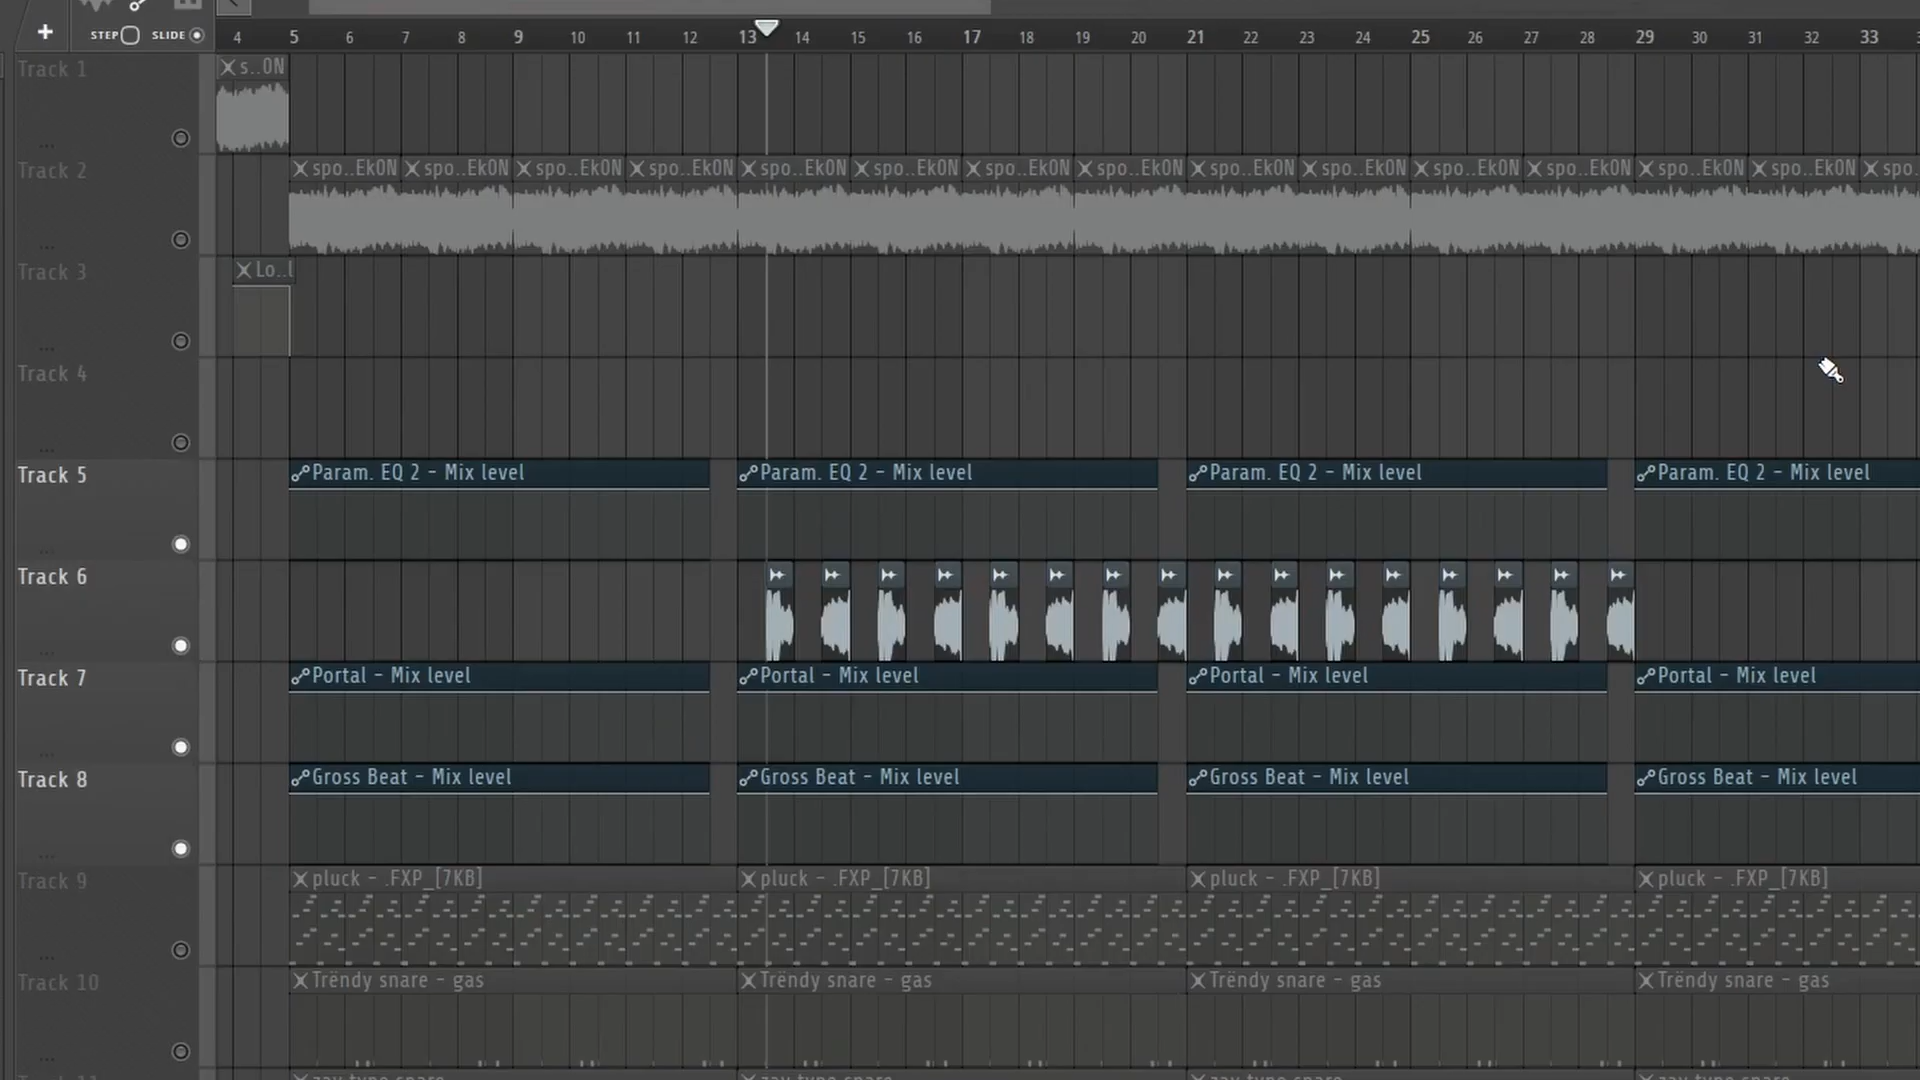 STEP SLIDE 4 5 6 7 8 9 10 11 12 13 14 15 16 17 18 19 20 21 22 23 24 25 26 27 28 29 30 31 32 33
Track 1 s..ON
...
Track 2 spo..EkON spo..EkON spo..EkON spo..EkON spo..EkON spo..EkON spo..EkON spo..EkON spo..EkON spo..EkON spo..EkON spo..EkON spo..EkON spo..EkON spo..
...
Track 3 Lo..l
...
Track 4
...
Track 5 Param. EQ 2 - Mix level Param. EQ 2 - Mix level Param. EQ 2 - Mix level Param. EQ 2 - Mix level
...
Track 6
...
Track 7 Portal - Mix level Portal - Mix level Portal - Mix level Portal - Mix level
...
Track 8 Gross Beat - Mix level Gross Beat - Mix level Gross Beat - Mix level Gross Beat - Mix level
...
Track 9 pluck - .FXP_[7KB] pluck - .FXP_[7KB] pluck - .FXP_[7KB] pluck - .FXP_[7KB]
...
Track 10 Trëndy snare - gas Trëndy snare - gas Trëndy snare - gas Trëndy snare - gas
...